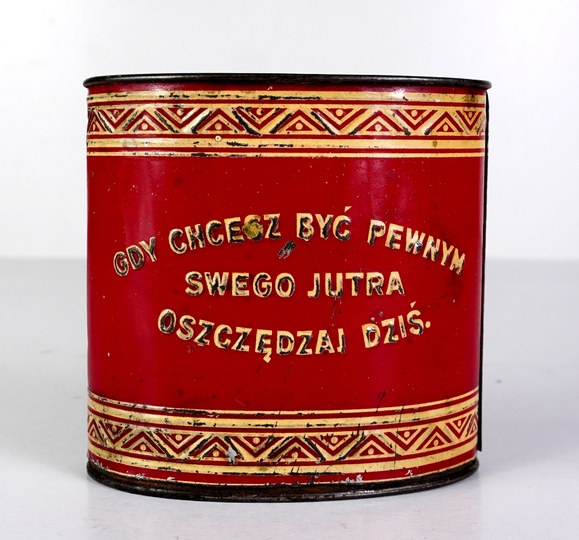 GDY CHCESZ BYĆ PEWNYM
SWEGO JUTRA
OSZCZĘDZAJ DZIŚ.